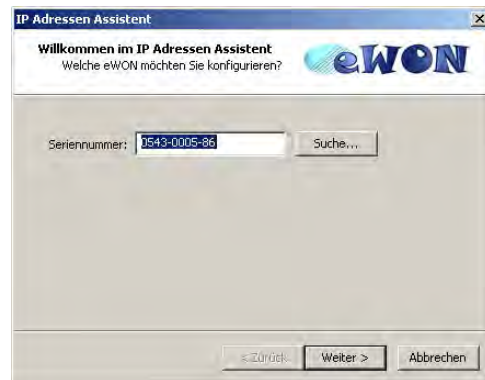 IP Adressen Assistent
Willkommen im IP Adressen Assistent
Welche eWON möchten Sie konfigurieren?
eWON
Seriennummer: 0543-0005-86 Suche...
< Zurück Weiter > Abbrechen